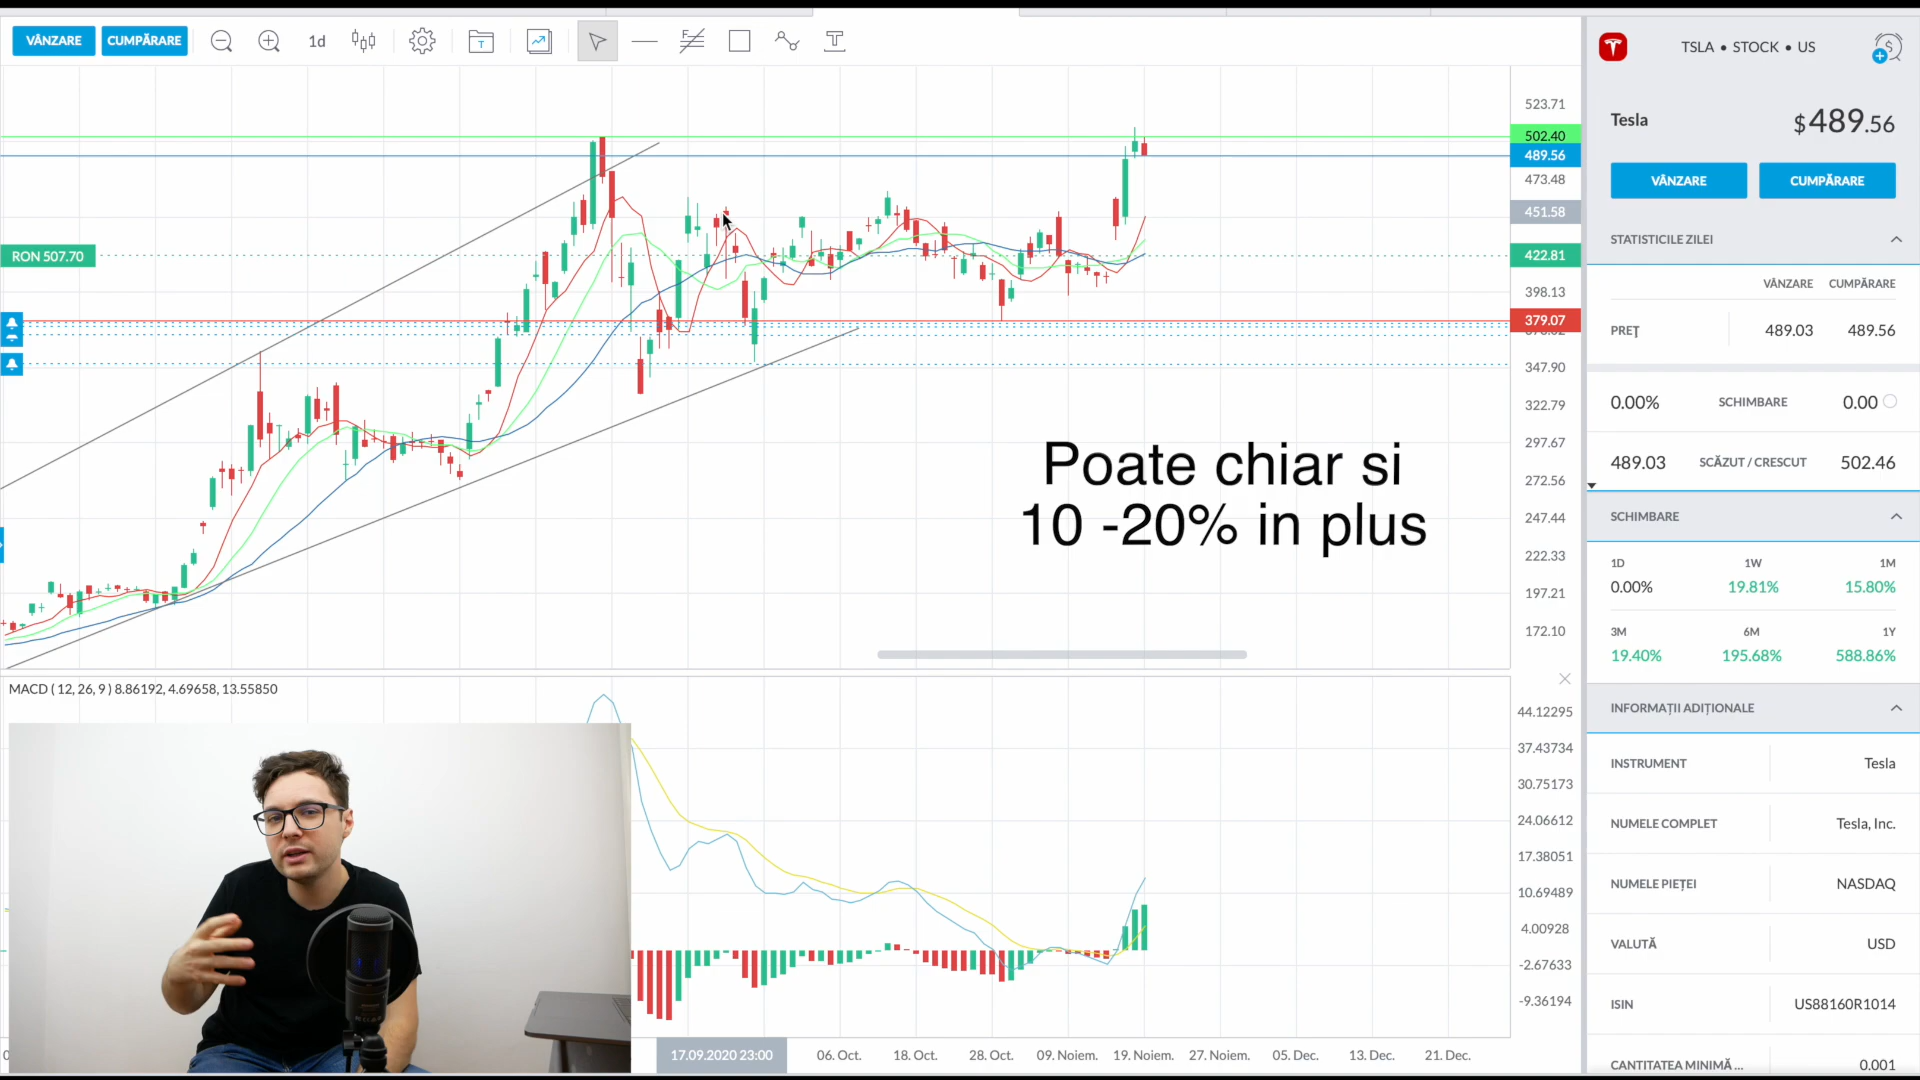 VÂNZARE CUMPĂRARE 1d
T
T
TSLA • STOCK • US
Tesla
$489.56
VÂNZARE CUMPĂRARE
STATISTICILE ZILEI
VÂNZARE CUMPĂRARE
PREŢ 489.03 489.56
0.00% SCHIMBARE 0.00
489.03 SCĂZUT / CRESCUT 502.46
SCHIMBARE
1D 1W 1M
0.00% 19.81% 15.80%
3M 6M 1Y
19.40% 195.68% 588.86%
INFORMAŢII ADIŢIONALE
INSTRUMENT Tesla
NUMELE COMPLET Tesla, Inc.
NUMELE PIEŢEI NASDAQ
VALUTĂ USD
ISIN US88160R1014
CANTITATEA MINIMĂ ... 0.001
523.71
502.40
489.56
473.48
451.58
422.81
398.13
379.07
347.90
322.79
297.67
272.56
247.44
222.33
197.21
172.10
RON 507.70
Poate chiar si
10 -20% in plus
MACD ( 12, 26, 9 ) 8.86192, 4.69658, 13.55850
44.12295
37.43734
30.75173
24.06612
17.38051
10.69489
4.00928
-2.67633
-9.36194
17.09.2020 23:00 06. Oct. 18. Oct. 28. Oct. 09. Noiem. 19. Noiem. 27. Noiem. 05. Dec. 13. Dec. 21. Dec.